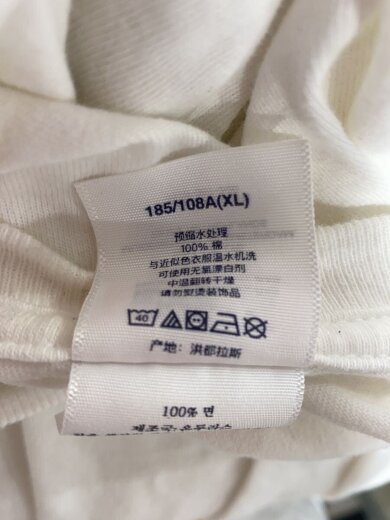 185/108A(XL)
预缩水处理
100% 棉
与近似色衣服温水机洗
可使用无氯漂白剂
中温翻转干燥
请勿熨烫装饰品
40
产地: 洪都拉斯
100% 면